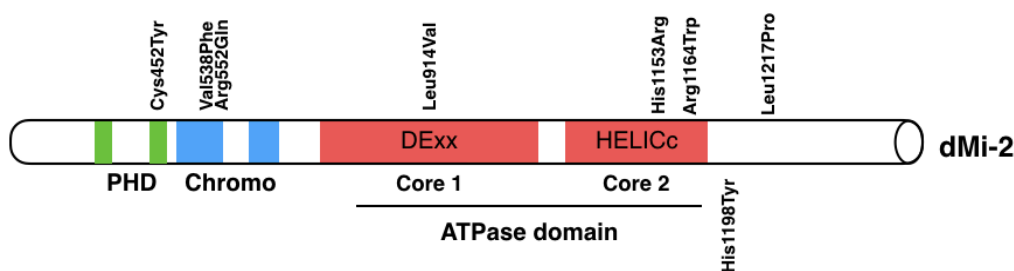 Cys452Tyr
Val538Phe
Arg552Gln
Leu914Val
His1153Arg
Arg1164Trp
Leu1217Pro
DExx
HELICc
dMi-2
PHD
Chromo
Core 1
Core 2
His1198Tyr
ATPase domain